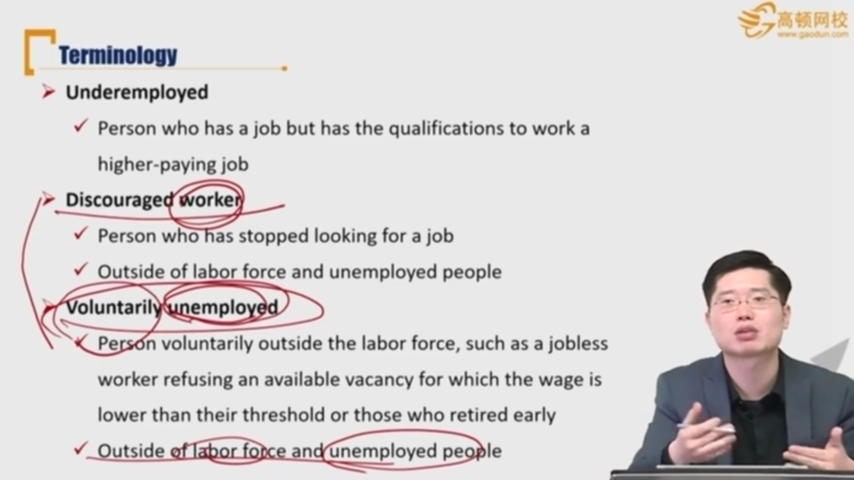 高顿网校
www.gaodun.com
Terminology
Underemployed
Person who has a job but has the qualifications to work a
higher-paying job
Discouraged worker
Person who has stopped looking for a job
Outside of labor force and unemployed people
Voluntarily unemployed
Person voluntarily outside the labor force, such as a jobless
worker refusing an available vacancy for which the wage is
lower than their threshold or those who retired early
Outside of labor force and unemployed people